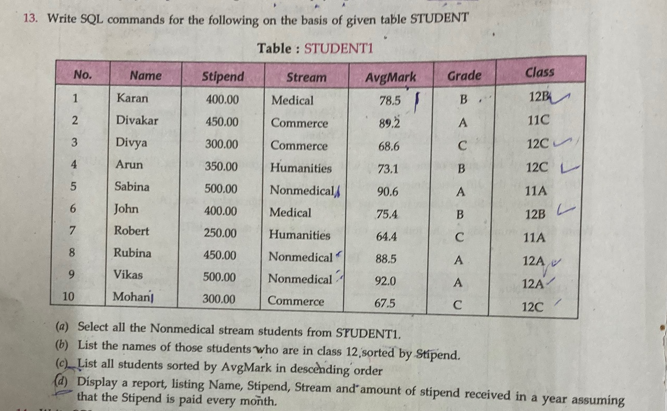 13. Write SQL commands for the following on the basis of given table STUDENT
Table : STUDENT1
No. Name Stipend Stream AvgMark Grade Class
1 Karan 400.00 Medical 78.5 B 12B
2 Divakar 450.00 Commerce 89.2 A 11C
3 Divya 300.00 Commerce 68.6 C 12C
4 Arun 350.00 Humanities 73.1 B 12C
5 Sabina 500.00 Nonmedical 90.6 A 11A
6 John 400.00 Medical 75.4 B 12B
7 Robert 250.00 Humanities 64.4 C 11A
8 Rubina 450.00 Nonmedical 88.5 A 12A
9 Vikas 500.00 Nonmedical 92.0 A 12A
10 Mohan 300.00 Commerce 67.5 C 12C
(a) Select all the Nonmedical stream students from STUDENT1.
(b) List the names of those students who are in class 12 sorted by Stipend.
(c) List all students sorted by AvgMark in descending order
(d) Display a report, listing Name, Stipend, Stream and amount of stipend received in a year assuming
that the Stipend is paid every month.